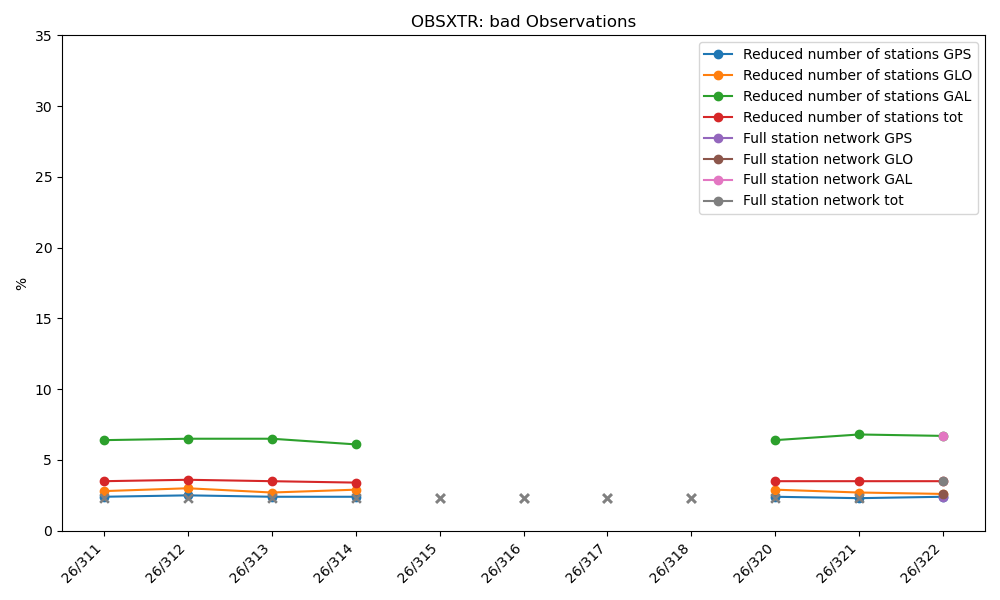 OBSXTR: bad Observations
35
30
25
20
15
10
5
0
%
Reduced number of stations GPS
Reduced number of stations GLO
Reduced number of stations GAL
Reduced number of stations tot
Full station network GPS
Full station network GLO
Full station network GAL
Full station network tot
26/311
26/312
26/313
26/314
26/315
26/316
26/317
26/318
26/320
26/321
26/322